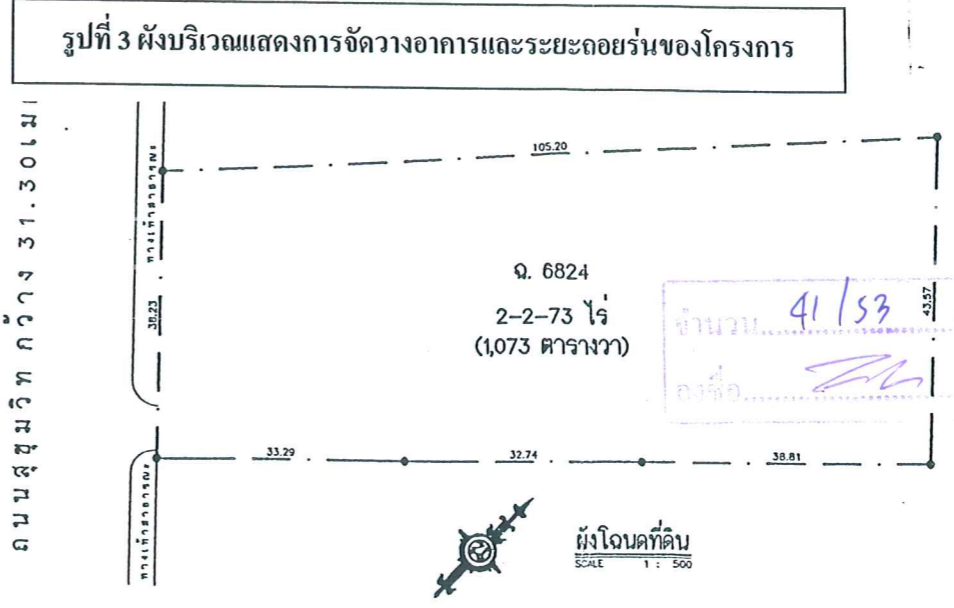 รูปที่ 3 ผังบริเวณแสดงการจัดวางอาคารและระยะถอยร่นของโครงการ
ถนนสุขุมวิท กว้าง 31.30 เม
ทางเท้าสาธารณะ
105.20
38.23
43.57
ฉ. 6824
2-2-73 ไร่
(1,073 ตารางวา)
จำนวน 41/53
ลงชื่อ
33.29
32.74
38.81
ทางเท้าสาธารณะ
ผังโฉนดที่ดิน
SCALE 1 : 500